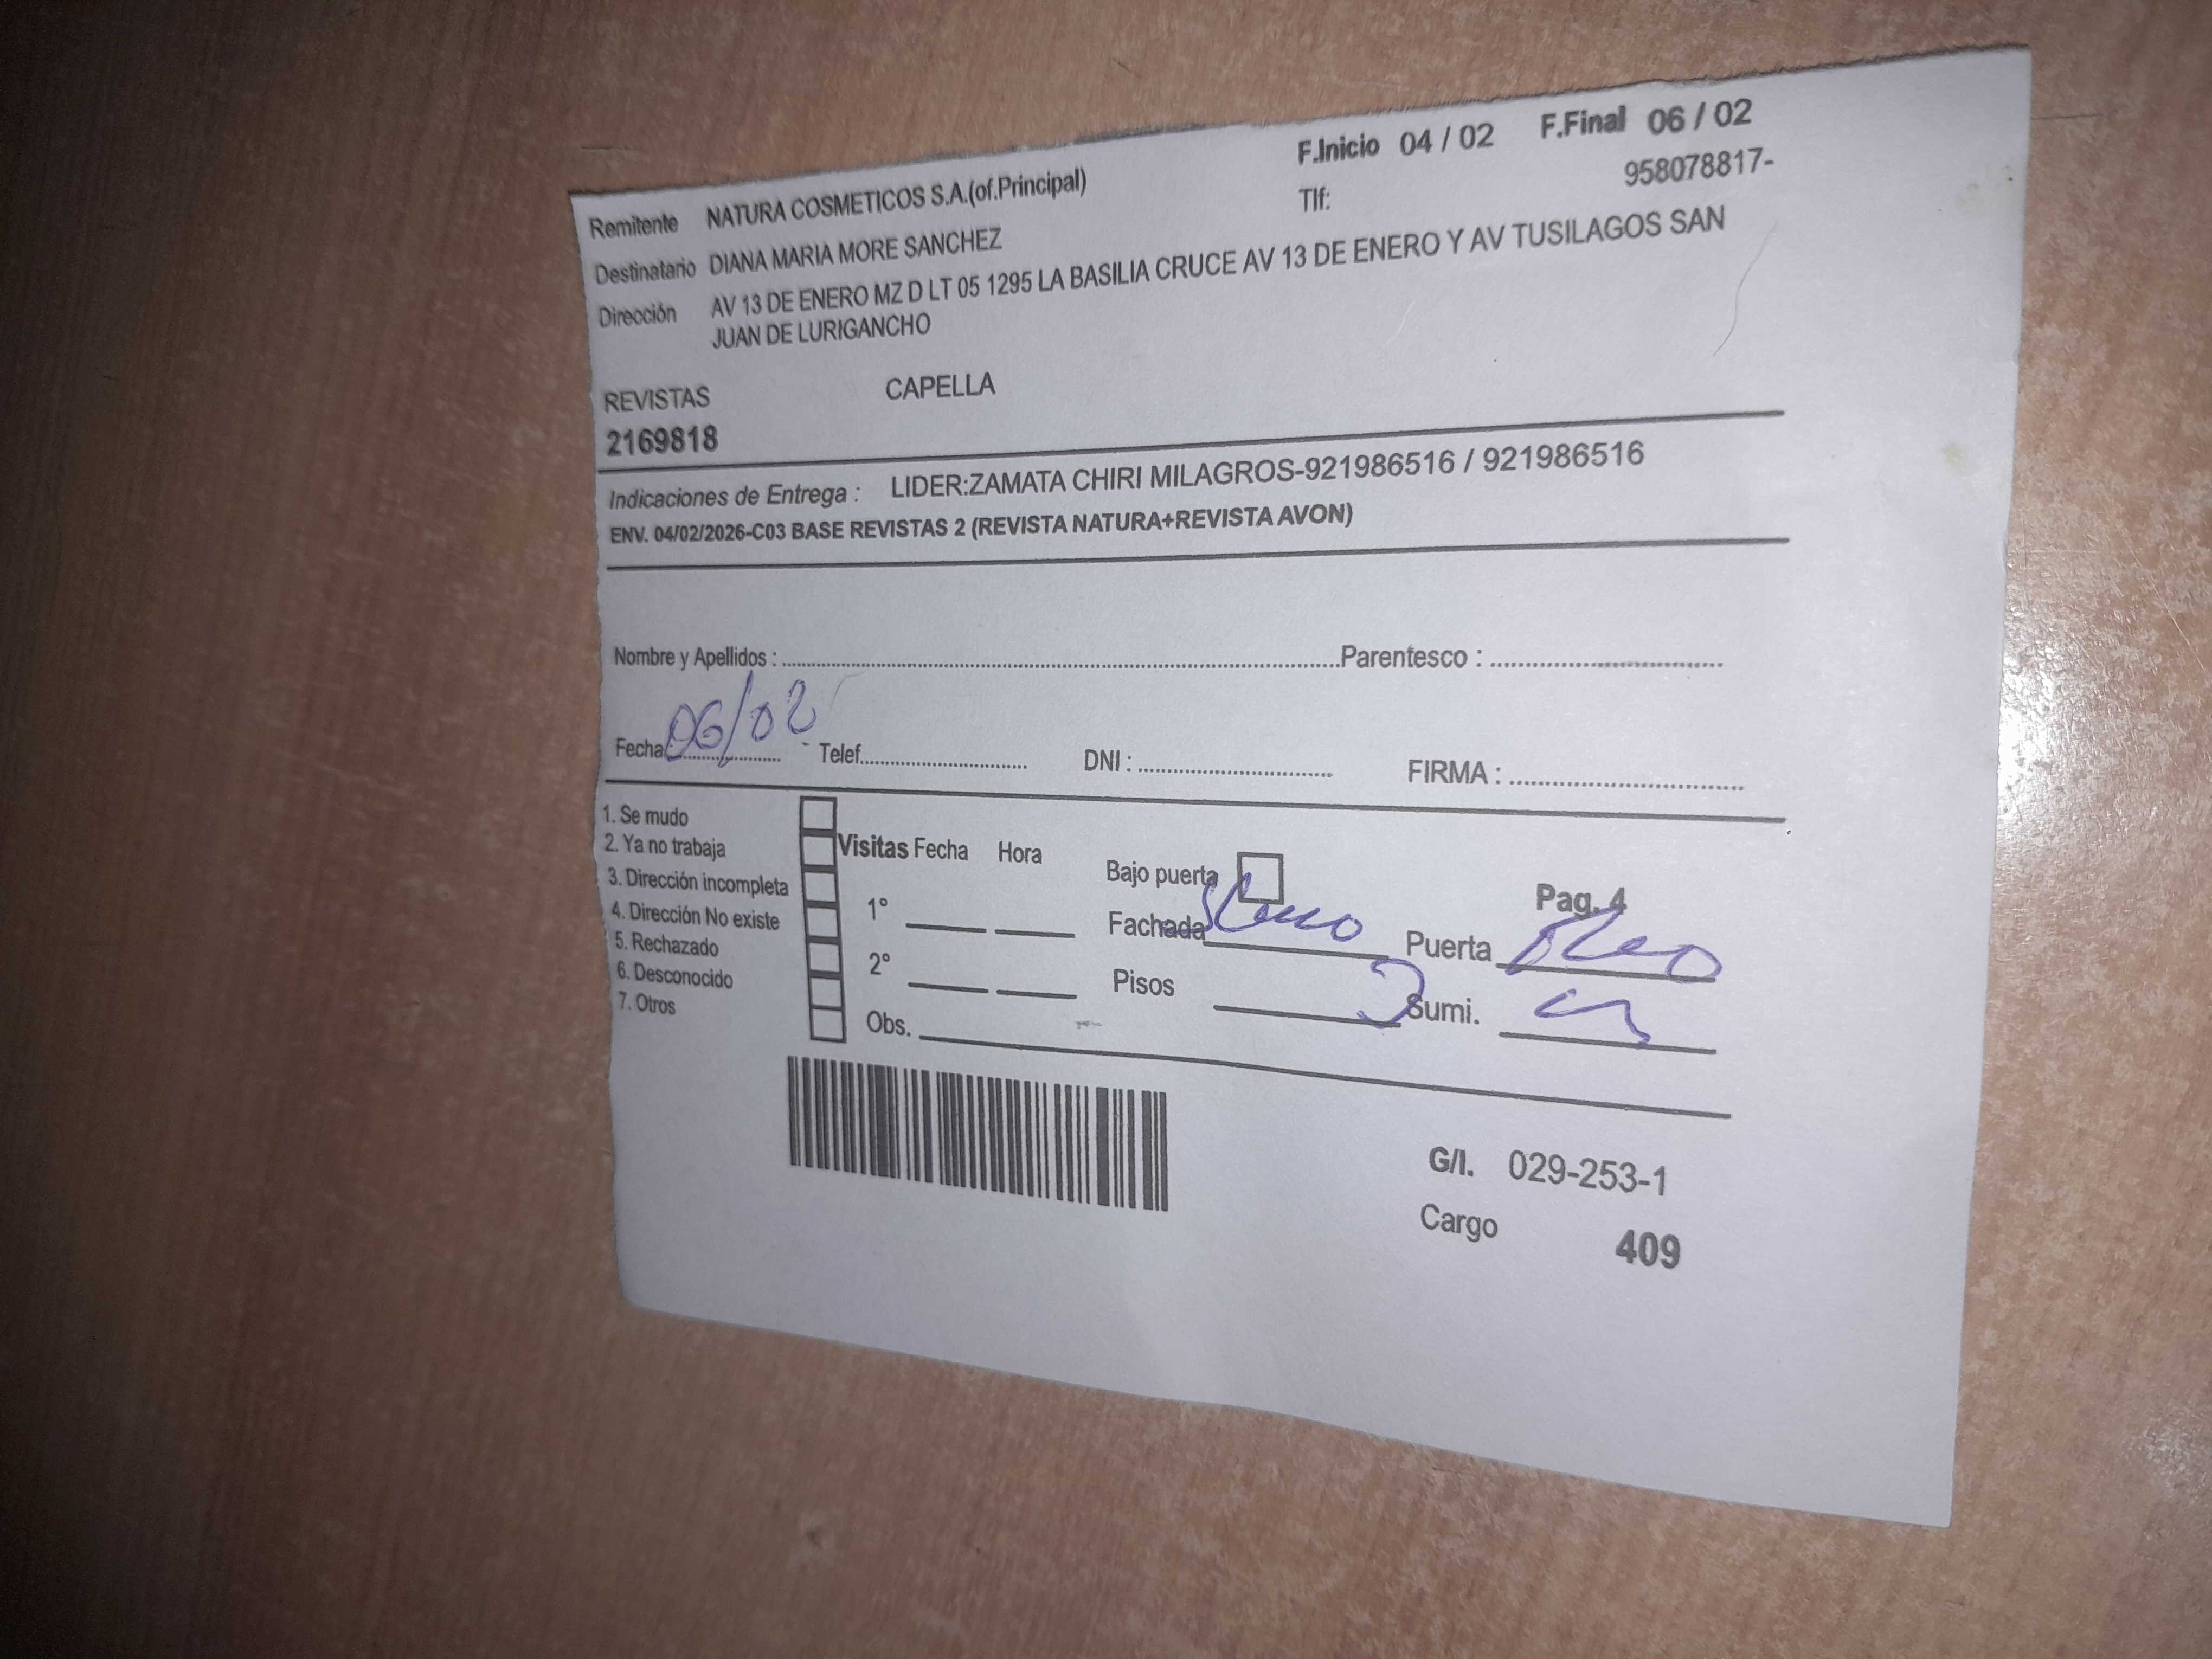 F.Inicio 04 / 02 F.Final 06 / 02
Remitente NATURA COSMETICOS S.A.(of.Principal) Tlf: 958078817-
Destinatario DIANA MARIA MORE SANCHEZ
Dirección AV 13 DE ENERO MZ D LT 05 1295 LA BASILIA CRUCE AV 13 DE ENERO Y AV TUSILAGOS SAN
JUAN DE LURIGANCHO
REVISTAS CAPELLA
2169818
Indicaciones de Entrega : LIDER:ZAMATA CHIRI MILAGROS-921986516 / 921986516
ENV. 04/02/2026-C03 BASE REVISTAS 2 (REVISTA NATURA+REVISTA AVON)
Nombre y Apellidos : Parentesco :
Fecha 06/02 Telef. DNI : FIRMA :
1. Se mudo
2. Ya no trabaja
3. Dirección incompleta
4. Dirección No existe
5. Rechazado
6. Desconocido
7. Otros
Visitas Fecha Hora
1°
2°
Obs.
Bajo puerta Pag. 4
Fachada Puerta
Pisos Sumi.
G/I. 029-253-1
Cargo 409